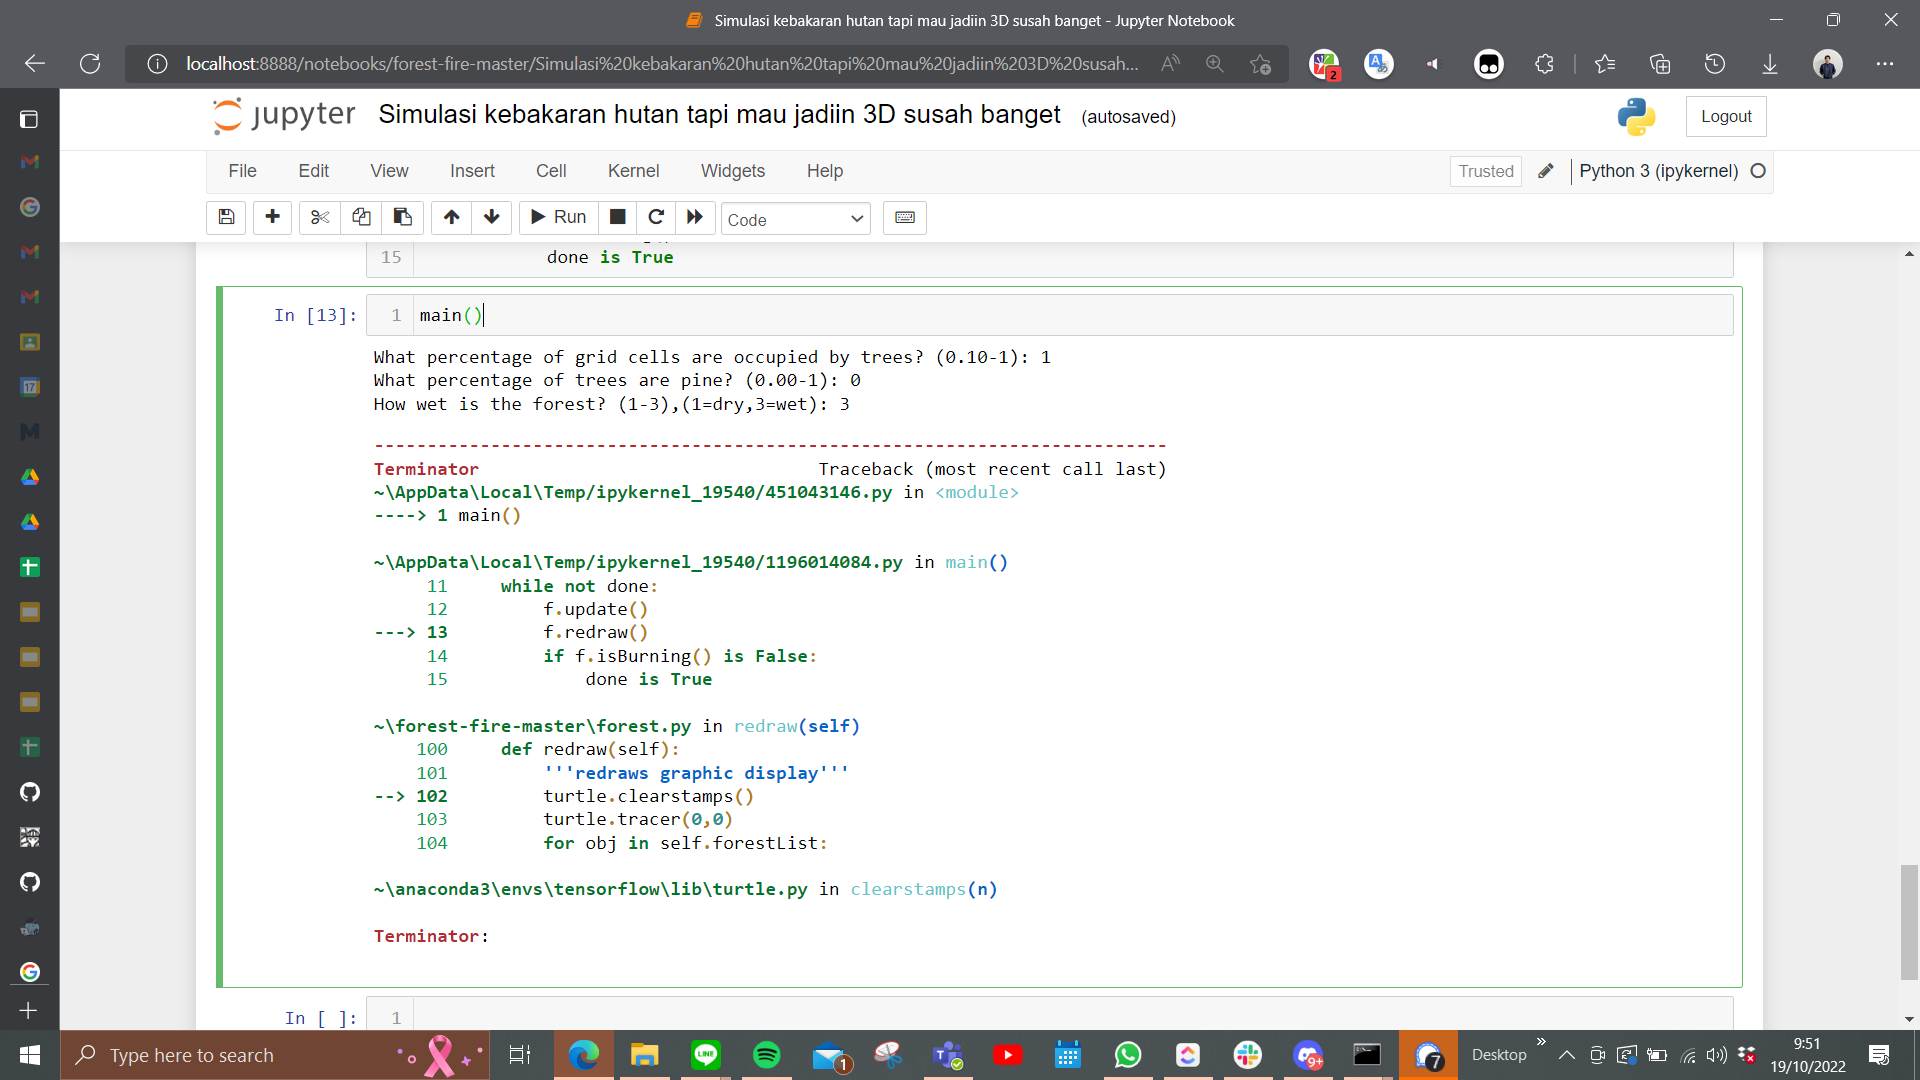 Simulasi kebakaran hutan tapi mau jadiin 3D susah banget - Jupyter Notebook
localhost:8888/notebooks/forest-fire-master/Simulasi%20kebakaran%20hutan%20tapi%20mau%20jadiin%203D%20susah...
2
jupyter Simulasi kebakaran hutan tapi mau jadiin 3D susah banget (autosaved)
Logout
File Edit View Insert Cell Kernel Widgets Help
Trusted Python 3 (ipykernel)
Run Code
15 done is True
In [13]: 1 main()
What percentage of grid cells are occupied by trees? (0.10-1): 1
What percentage of trees are pine? (0.00-1): 0
How wet is the forest? (1-3),(1=dry,3=wet): 3
---------------------------------------------------------------------------
Terminator Traceback (most recent call last)
~\AppData\Local\Temp/ipykernel_19540/451043146.py in <module>
----> 1 main()
~\AppData\Local\Temp/ipykernel_19540/1196014084.py in main()
11 while not done:
12 f.update()
---> 13 f.redraw()
14 if f.isBurning() is False:
15 done is True
~\forest-fire-master\forest.py in redraw(self)
100 def redraw(self):
101 '''redraws graphic display'''
--> 102 turtle.clearstamps()
103 turtle.tracer(0,0)
104 for obj in self.forestList:
~\anaconda3\envs\tensorflow\lib\turtle.py in clearstamps(n)
Terminator:
In [ ]: 1
Type here to search
LINE
1
9+
7
Desktop
9:51
19/10/2022